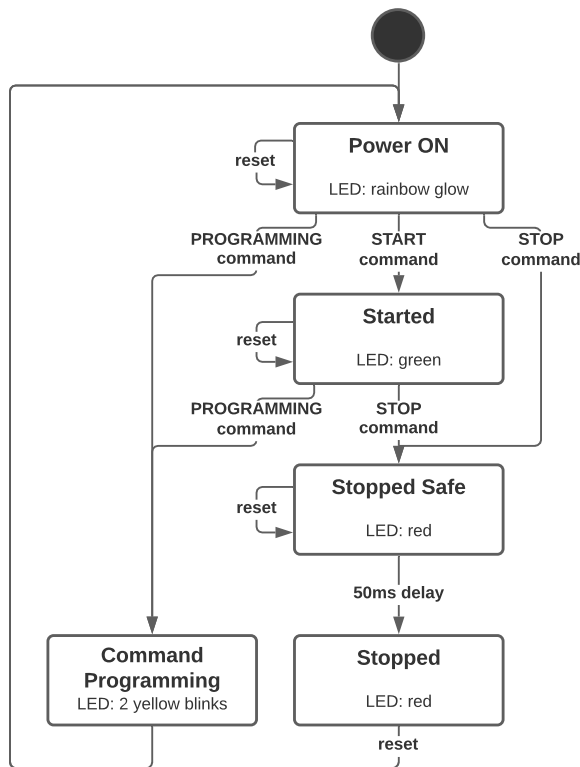 Power ON
reset
LED: rainbow glow
PROGRAMMING
command
START
command
STOP
command
Started
reset
LED: green
PROGRAMMING
command
STOP
command
Stopped Safe
reset
LED: red
50ms delay
Command
Programming
LED: 2 yellow blinks
Stopped
LED: red
reset